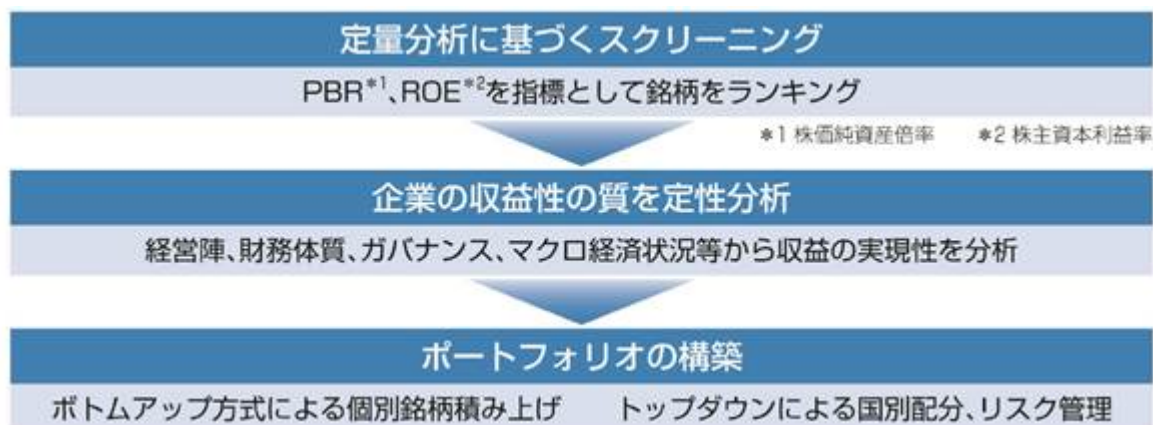 定量分析に基づくスクリーニング
PBR*1、ROE*2を指標として銘柄をランキング
*1 株価純資産倍率 *2 株主資本利益率
企業の収益性の質を定性分析
経営陣、財務体質、ガバナンス、マクロ経済状況等から収益の実現性を分析
ポートフォリオの構築
ボトムアップ方式による個別銘柄積み上げ トップダウンによる国別配分、リスク管理